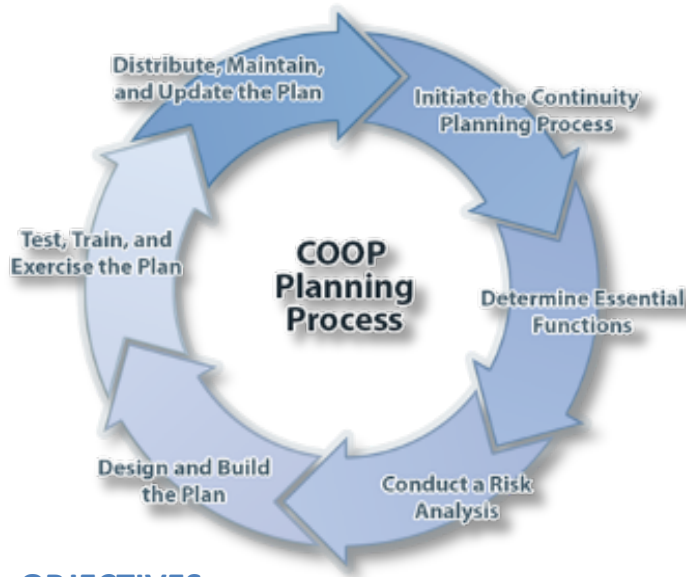 Distribute, Maintain,
and Update the Plan
Initiate the Continuity
Planning Process
Determine Essential
Functions
Conduct a Risk
Analysis
Design and Build
the Plan
Test, Train, and
Exercise the Plan
COOP
Planning
Process
OBJECTIVES